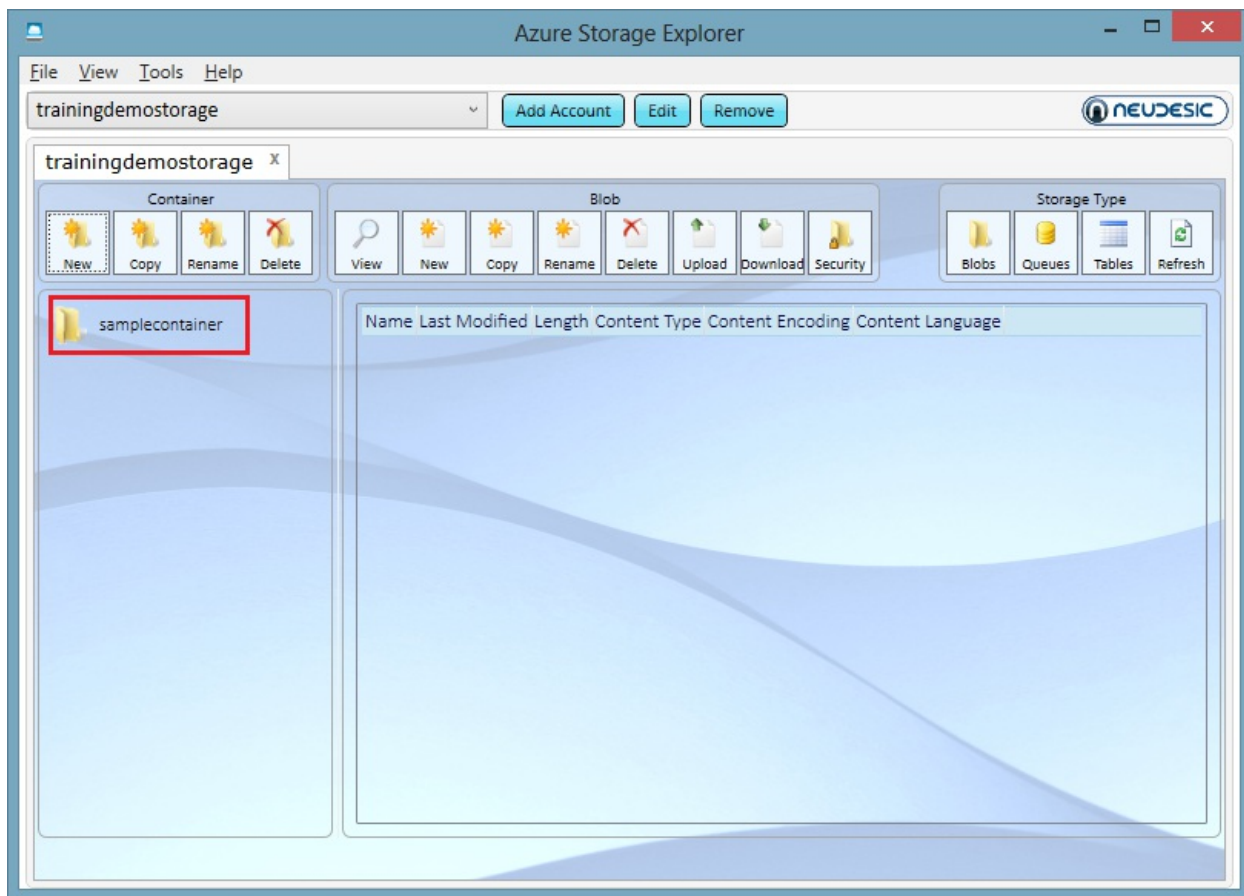 Azure Storage Explorer
File View Tools Help
trainingdemostorage Add Account Edit Remove NEUDESIC
trainingdemostorage X
Container Blob Storage Type
New Copy Rename Delete View New Copy Rename Delete Upload Download Security Blobs Queues Tables Refresh
samplecontainer Name Last Modified Length Content Type Content Encoding Content Language